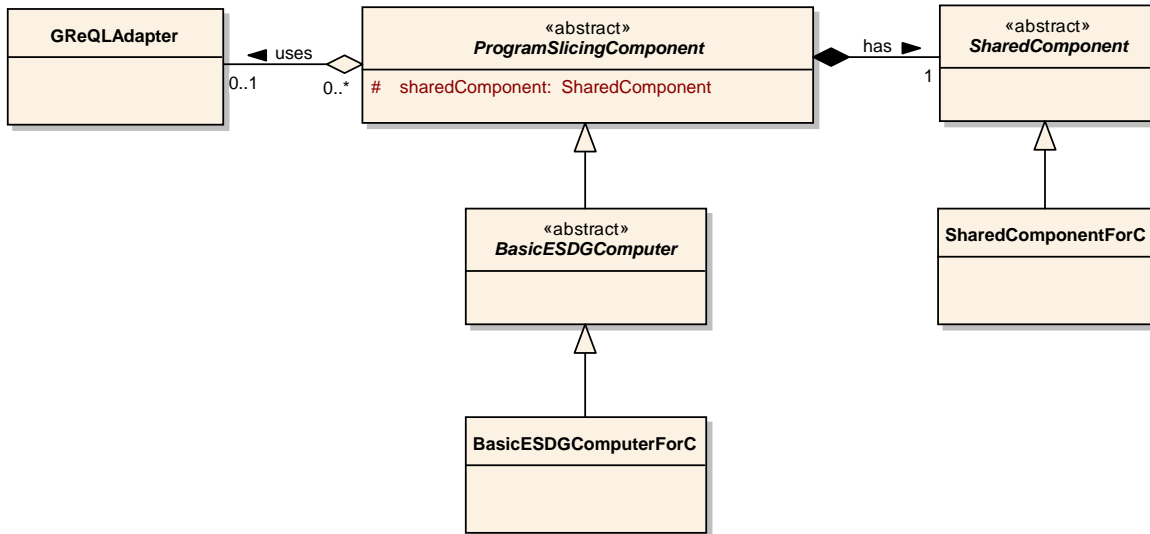 GReQLAdapter
uses
0..1
0..*
«abstract»
ProgramSlicingComponent
# sharedComponent: SharedComponent
has
1
«abstract»
SharedComponent
«abstract»
BasicESDGComputer
SharedComponentForC
BasicESDGComputerForC